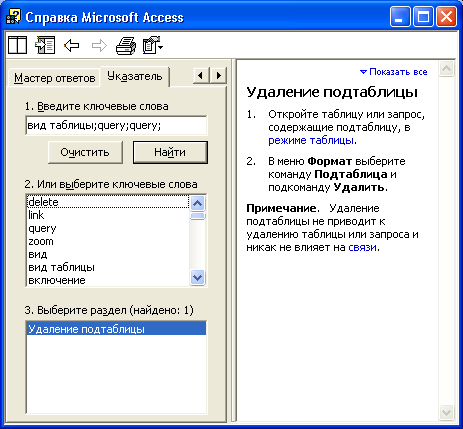 Справка Microsoft Access
Мастер ответов
Указатель
1. Введите ключевые слова
вид таблицы;query;query;
Очистить
Найти
2. Или выберите ключевые слова
delete
link
query
zoom
вид
вид таблицы
включение
3. Выберите раздел (найдено: 1)
Удаление подтаблицы
Показать все
Удаление подтаблицы
1. Откройте таблицу или запрос,
содержащие подтаблицу, в
режиме таблицы.
2. В меню Формат выберите
команду Подтаблица и
подкоманду Удалить.
Примечание. Удаление
подтаблицы не приводит к
удалению таблицы или запроса и
никак не влияет на связи.